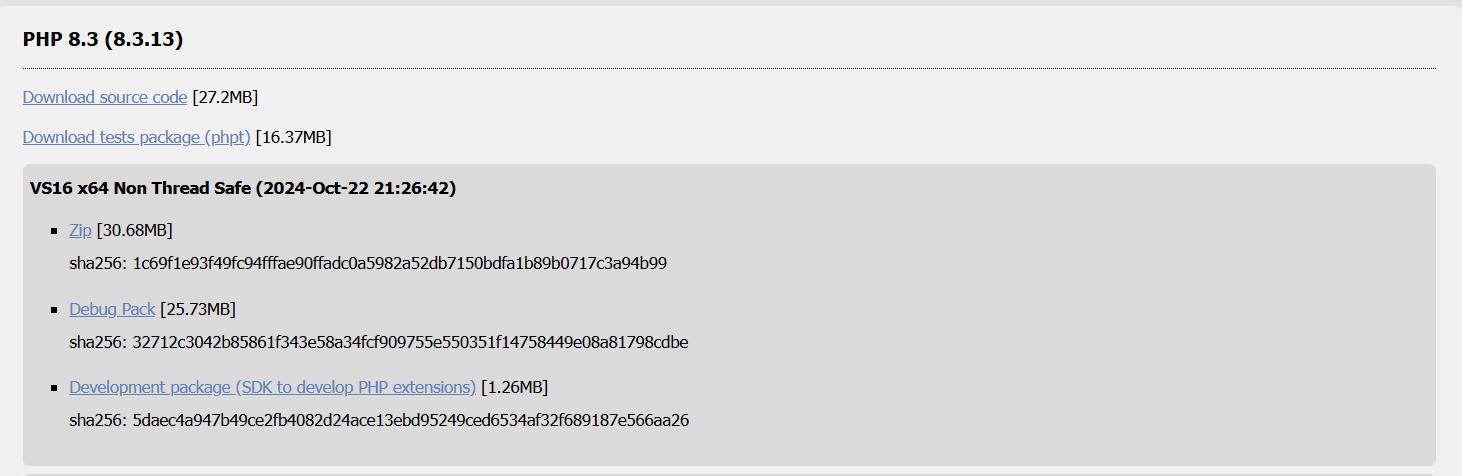 PHP 8.3 (8.3.13)
Download source code [27.2MB]
Download tests package (phpt) [16.37MB]
VS16 x64 Non Thread Safe (2024-Oct-22 21:26:42)
Zip [30.68MB]
sha256: 1c69f1e93f49fc94fffae90ffadc0a5982a52db7150bdfa1b89b0717c3a94b99
Debug Pack [25.73MB]
sha256: 32712c3042b85861f343e58a34fcf909755e550351f14758449e08a81798cdbe
Development package (SDK to develop PHP extensions) [1.26MB]
sha256: 5daec4a947b49ce2fb4082d24ace13ebd95249ced6534af32f689187e566aa26